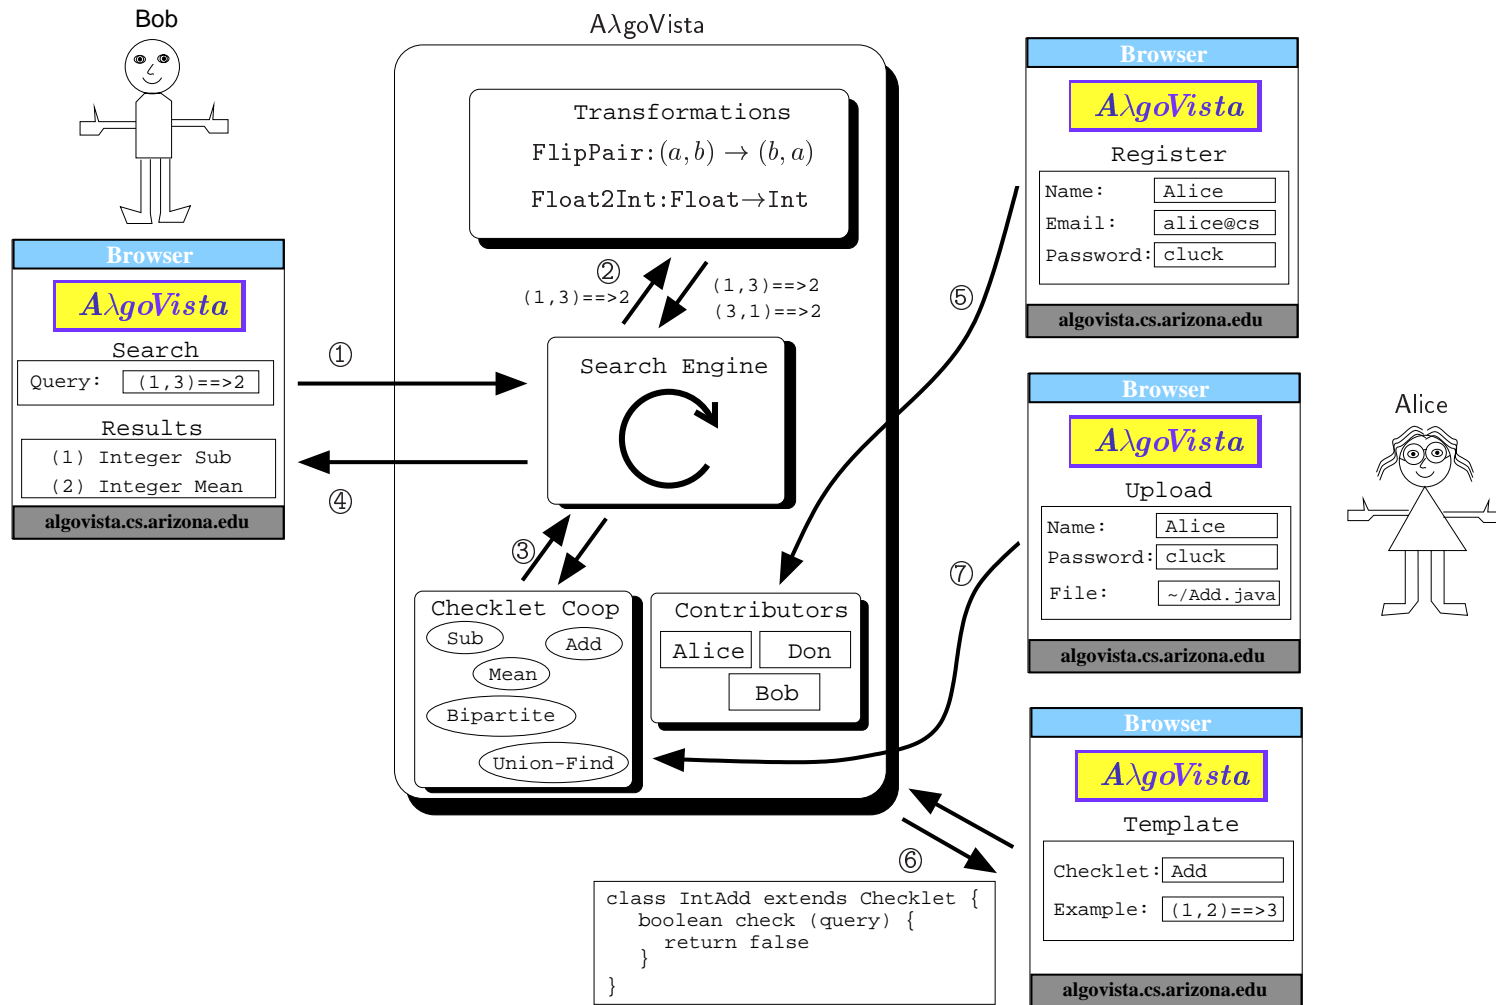 Bob
Browser
AλgoVista
Search
Query: (1,3)==>2
Results
(1) Integer Sub
(2) Integer Mean
algovista.cs.arizona.edu
①
④
AλgoVista
Transformations
FlipPair:(a, b) → (b, a)
Float2Int:Float→Int
②
(1,3)==>2
(1,3)==>2
(3,1)==>2
Search Engine
③
Checklet Coop
Sub
Add
Mean
Bipartite
Union-Find
Contributors
Alice
Don
Bob
⑤
⑦
⑥
class IntAdd extends Checklet {
boolean check (query) {
return false
}
}
Browser
AλgoVista
Register
Name: Alice
Email: alice@cs
Password: cluck
algovista.cs.arizona.edu
Browser
AλgoVista
Upload
Name: Alice
Password: cluck
File: ~/Add.java
algovista.cs.arizona.edu
Alice
Browser
AλgoVista
Template
Checklet: Add
Example: (1,2)==>3
algovista.cs.arizona.edu